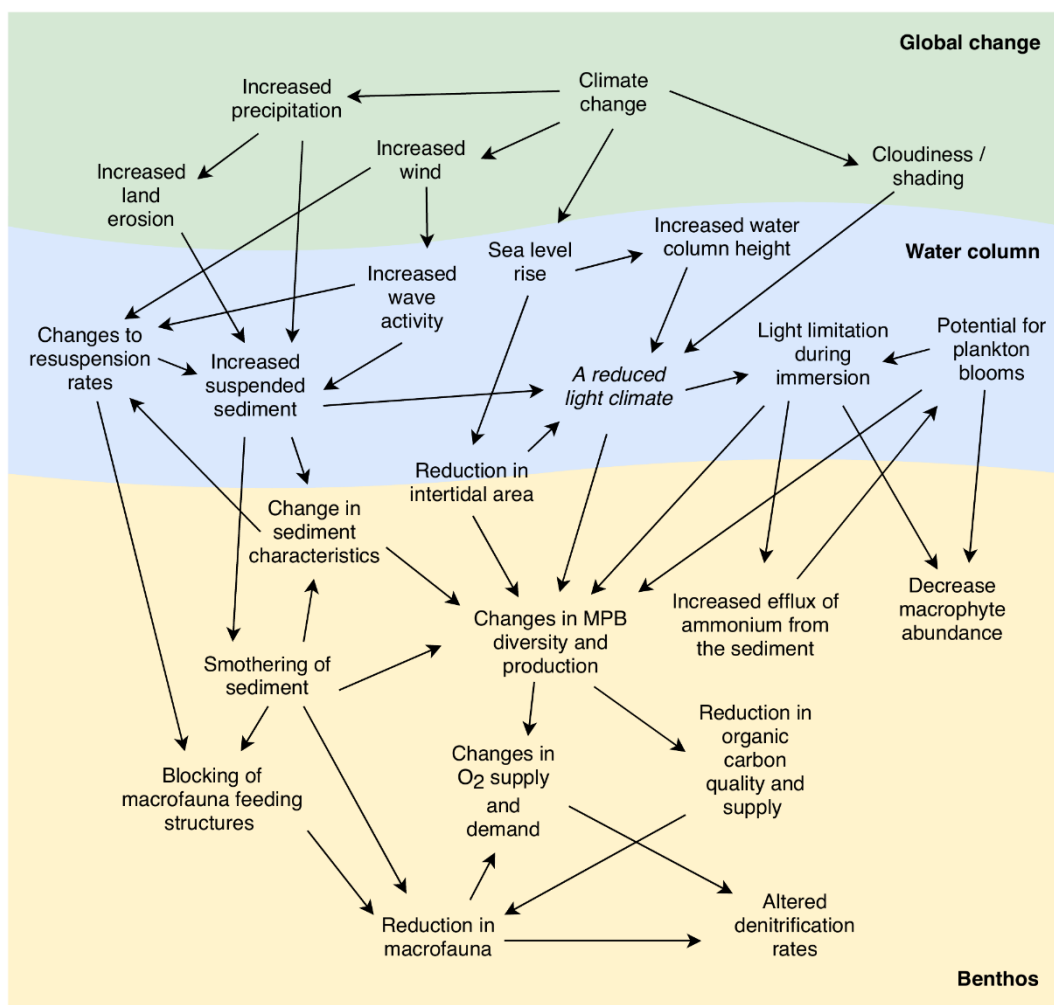 Global change
Increased
precipitation
Climate
change
Increased
wind
Cloudiness /
shading
Increased
land
erosion
Increased water
column height
Water column
Sea level
rise
Increased
wave
activity
Changes to
resuspension
rates
Increased
suspended
sediment
A reduced
light climate
Light limitation
during
immersion
Potential for
plankton
blooms
Reduction in
intertidal area
Change in
sediment
characteristics
Changes in MPB
diversity and
production
Increased efflux of
ammonium from
the sediment
Decrease
macrophyte
abundance
Smothering of
sediment
Reduction in
organic
carbon
quality and
supply
Changes in
O2 supply
and
demand
Blocking of
macrofauna feeding
structures
Reduction in
macrofauna
Altered
denitrification
rates
Benthos